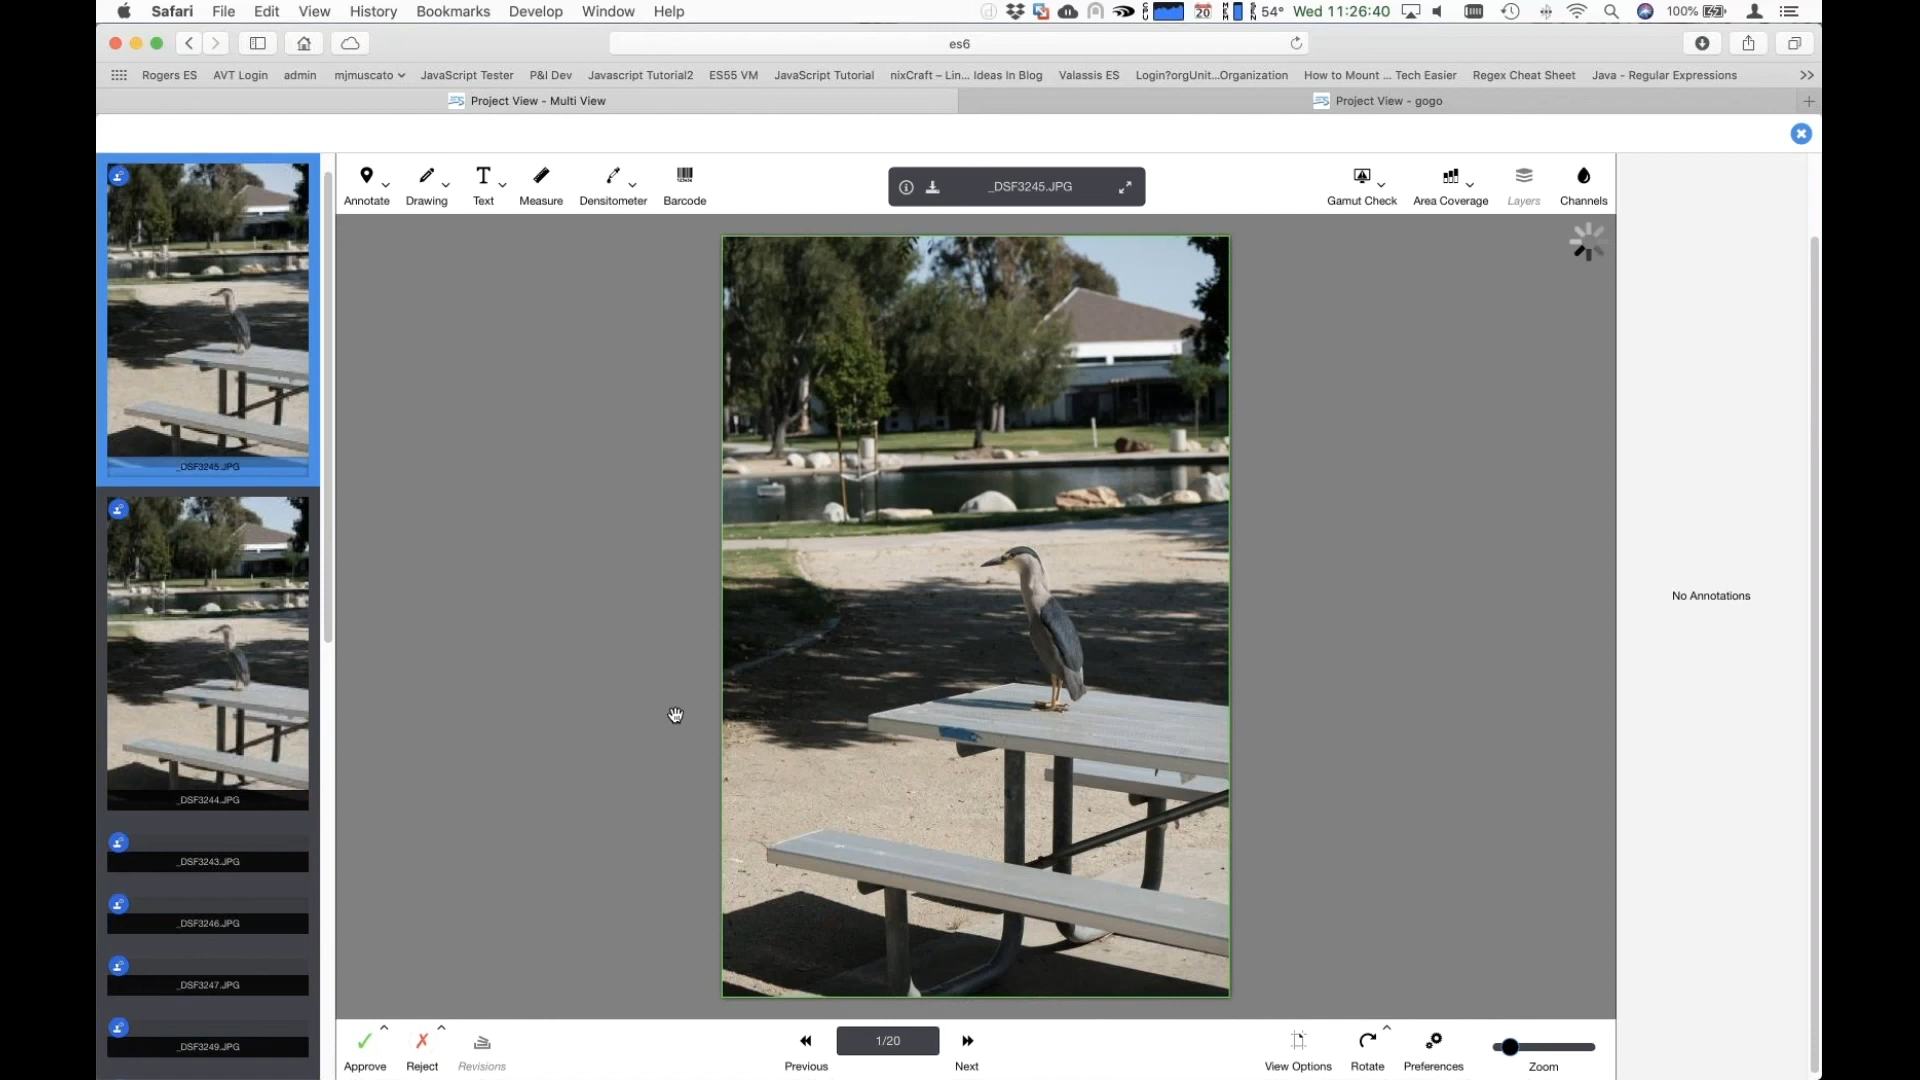 Safari File Edit View History Bookmarks Develop Window Help
20 54° Wed 11:26:40 100%
es6
Rogers ES AVT Login admin mjmuscato JavaScript Tester P&I Dev Javascript Tutorial2 ES55 VM JavaScript Tutorial nixCraft – Lin... Ideas In Blog Valassis ES Login?orgUnit...Organization How to Mount ... Tech Easier Regex Cheat Sheet Java - Regular Expressions
Project View - Multi View Project View - gogo
Annotate Drawing Text Measure Densitometer Barcode
_DSF3245.JPG
Gamut Check Area Coverage Layers Channels
_DSF3245.JPG
_DSF3244.JPG
_DSF3243.JPG
_DSF3246.JPG
_DSF3247.JPG
_DSF3249.JPG
No Annotations
Approve Reject Revisions
Previous 1/20 Next
View Options Rotate Preferences Zoom